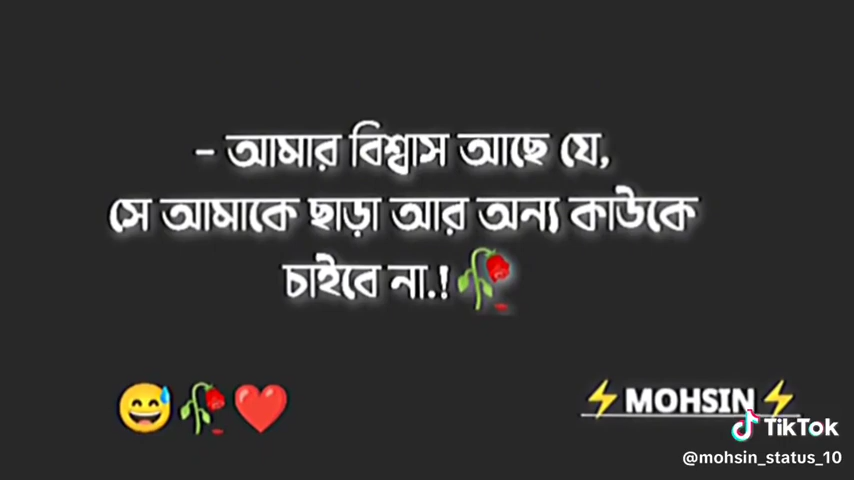 – আমার বিশ্বাস আছে যে,
সে আমাকে ছাড়া আর অন্য কাউকে
চাইবে না.!🥀
😅🥀❤️
⚡MOHSIN⚡
TikTok
@mohsin_status_10